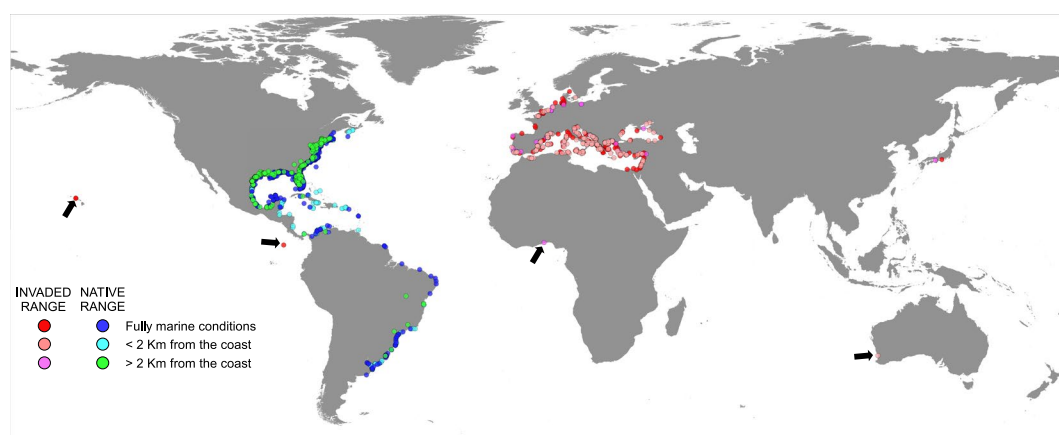 INVADED NATIVE
RANGE RANGE
Fully marine conditions
< 2 Km from the coast
> 2 Km from the coast